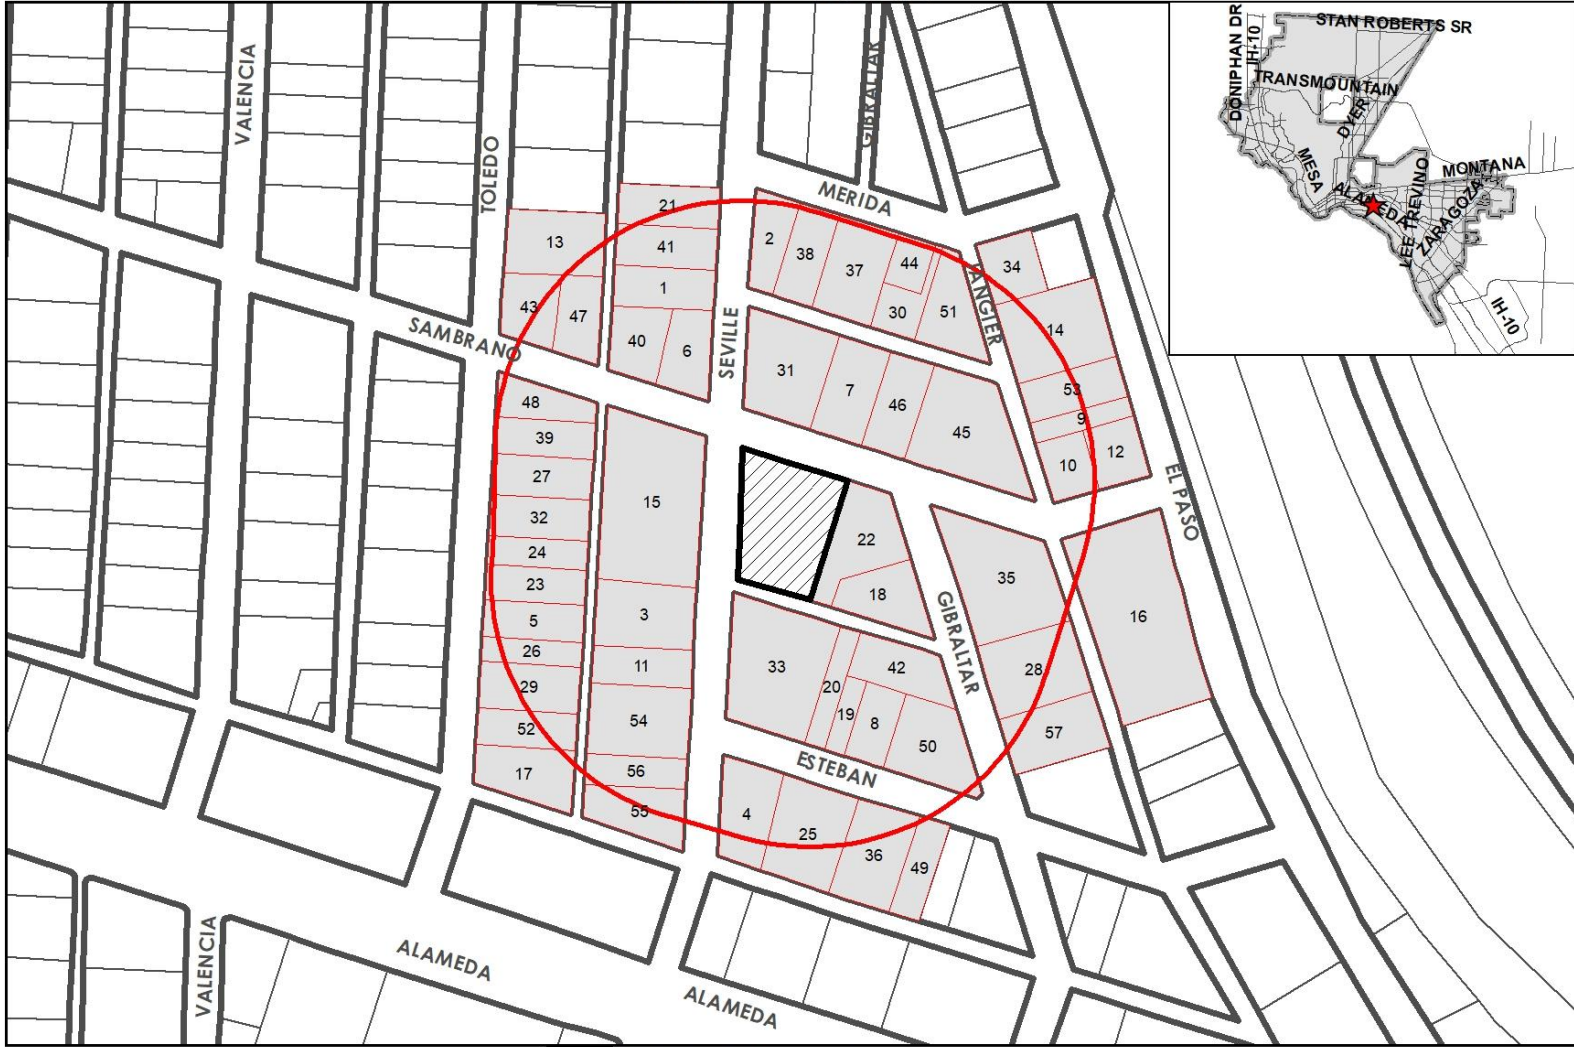 STAN ROBERTS SR
DONIPHAN DR
IH-10
TRANSMOUNTAIN
DYER
MESA
MONTANA
ALAMEDA
LEE TREVINO
ZARAGOZA
IH-10
VALENCIA
TOLEDO
GIBRALTAR
MERIDA
SAMBRANO
SEVILLE
TANGIER
EL PASO
GIBRALTAR
ESTEBAN
VALENCIA
ALAMEDA
ALAMEDA
21
13
41
2
38
37
44
34
43
47
1
30
51
14
40
6
31
7
46
45
53
9
10
12
48
39
27
32
24
23
5
26
29
52
17
15
3
11
54
56
55
22
18
35
16
33
20
42
19
8
50
28
57
4
25
36
49